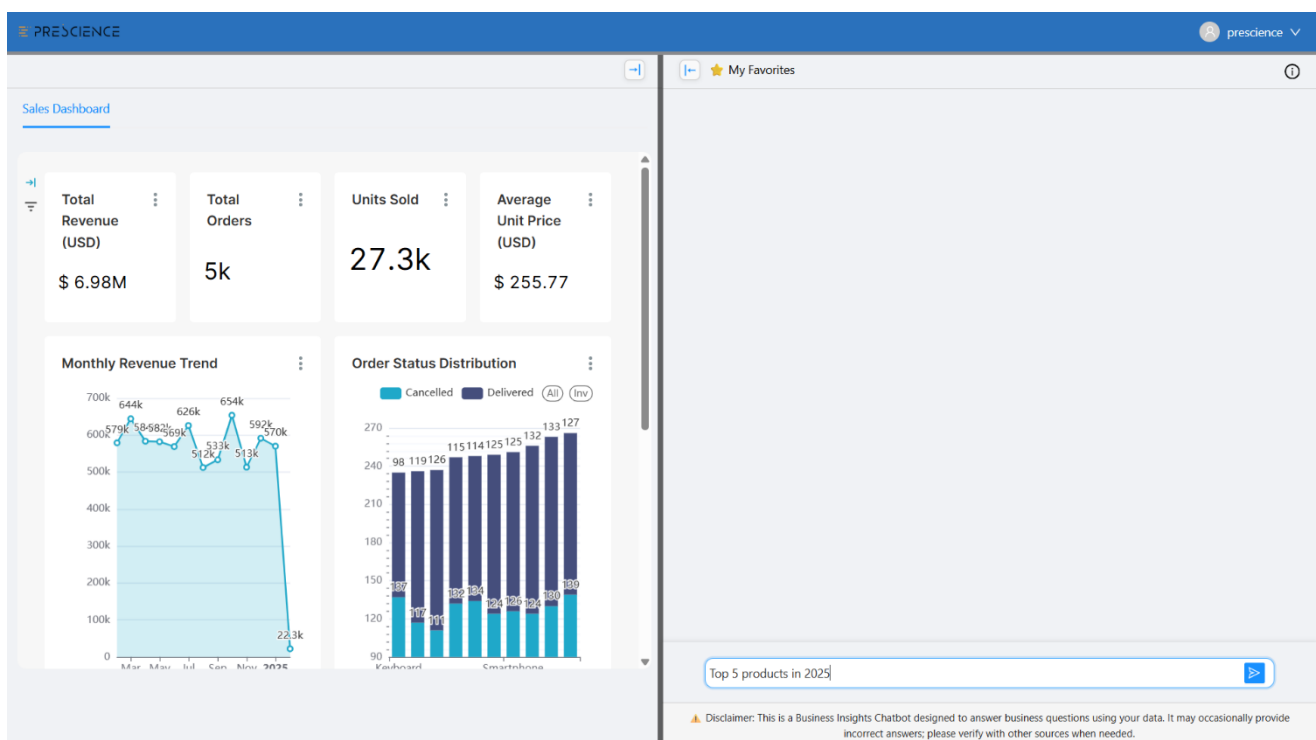 PRESCIENCE
prescience
My Favorites
Sales Dashboard
Total Revenue (USD)
$ 6.98M
Total Orders
5k
Units Sold
27.3k
Average Unit Price (USD)
$ 255.77
Monthly Revenue Trend
700k
600k
500k
400k
300k
200k
100k
0
579k
644k
582k
569k
626k
512k
533k
654k
513k
592k
570k
22.3k
Mar May Jul Sep Nov 2025
Order Status Distribution
Cancelled Delivered All Inv
270
240
210
180
150
120
90
98 119 126 115 114 125 125 132 133 127
137 117 111 132 134 124 126 124 130 139
Keyboard Smartphone
Top 5 products in 2025
Disclaimer: This is a Business Insights Chatbot designed to answer business questions using your data. It may occasionally provide
incorrect answers; please verify with other sources when needed.